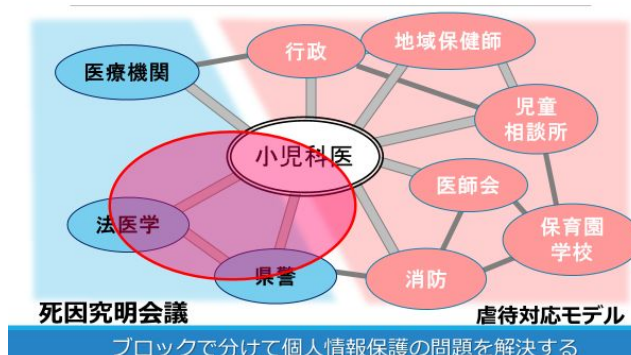 医療機関
行政
地域保健師
児童
相談所
小児科医
医師会
法医学
保育園
学校
県警
消防
死因究明会議
虐待対応モデル
ブロックで分けて個人情報保護の問題を解決する